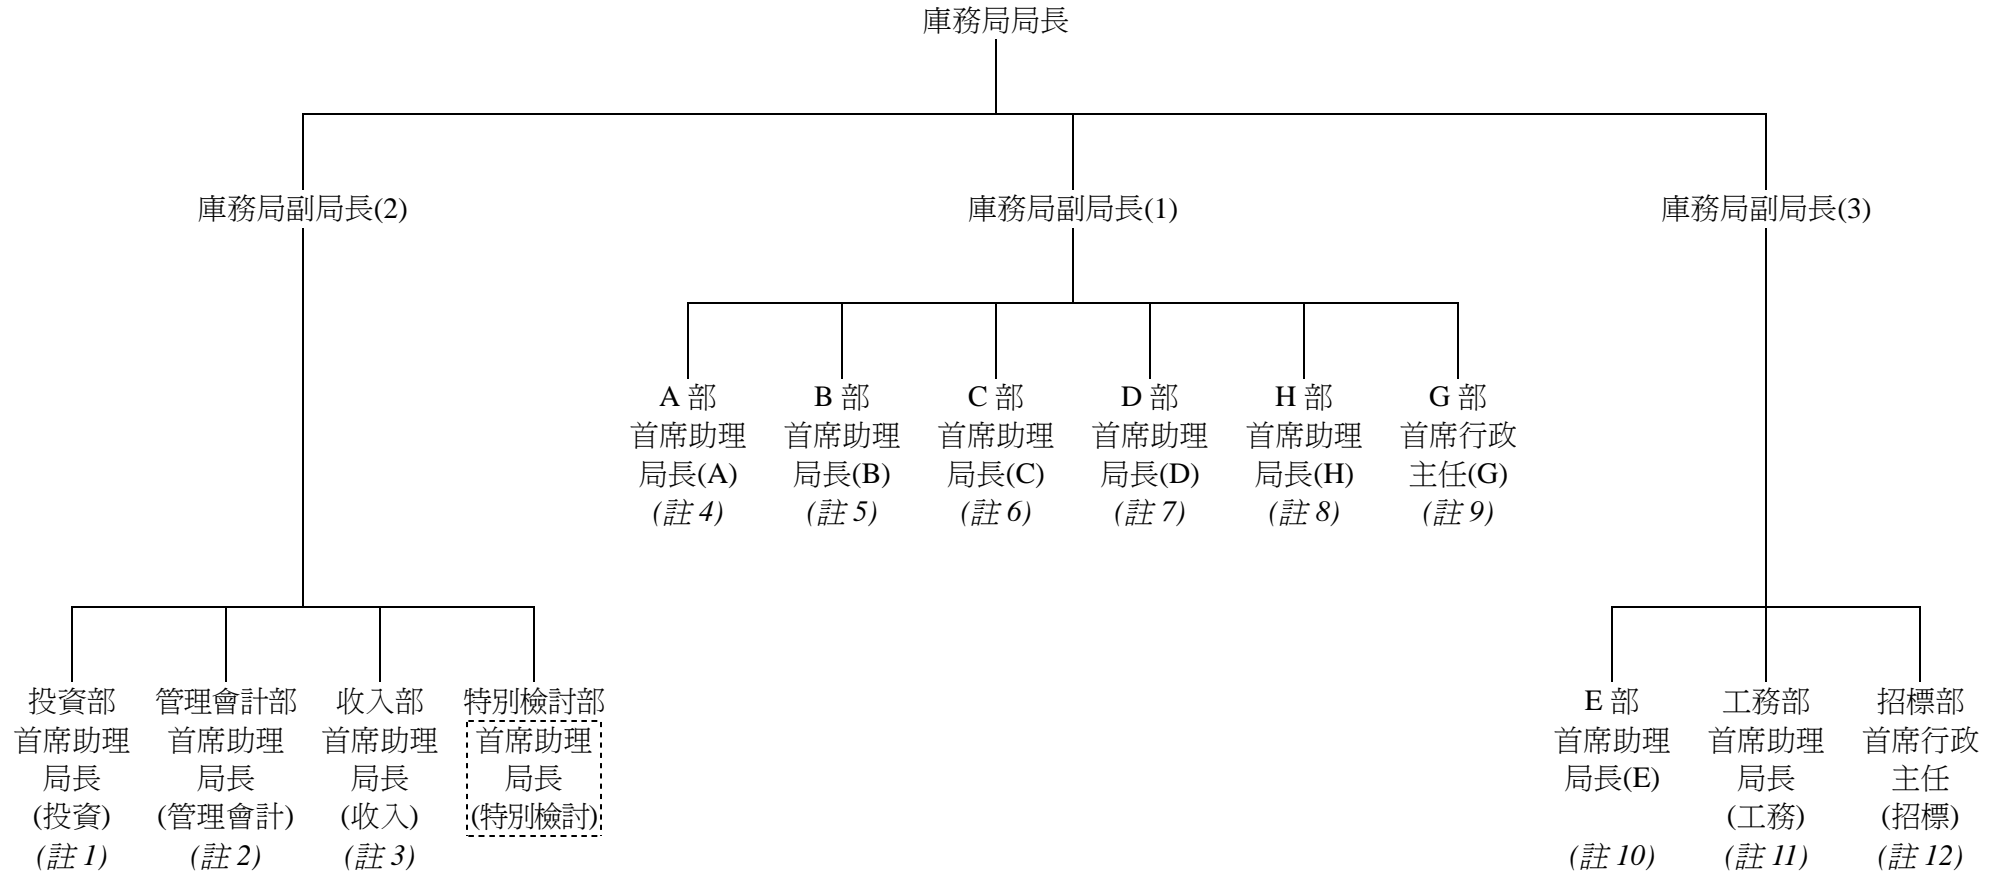 庫務局局長
庫務局副局長(2)
庫務局副局長(1)
庫務局副局長(3)
A 部
首席助理
局長(A)
(註 4)
B 部
首席助理
局長(B)
(註 5)
C 部
首席助理
局長(C)
(註 6)
D 部
首席助理
局長(D)
(註 7)
H 部
首席助理
局長(H)
(註 8)
G 部
首席行政
主任(G)
(註 9)
投資部
首席助理
局長
(投資)
(註 1)
管理會計部
首席助理
局長
(管理會計)
(註 2)
收入部
首席助理
局長
(收入)
(註 3)
特別檢討部
首席助理
局長
(特別檢討)
E 部
首席助理
局長(E)
(註 10)
工務部
首席助理
局長
(工務)
(註 11)
招標部
首席行政
主任
(招標)
(註 12)